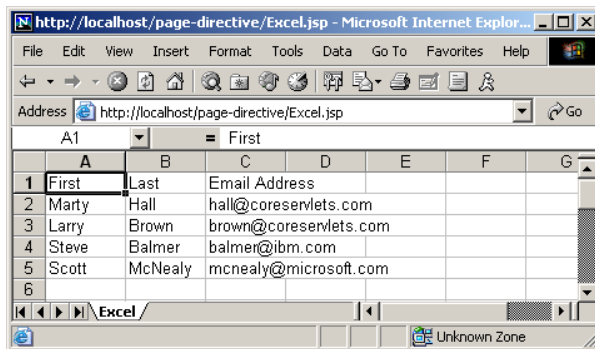 http://localhost/page-directive/Excel.jsp - Microsoft Internet Explor...
File Edit View Insert Format Tools Data Go To Favorites Help
Address http://localhost/page-directive/Excel.jsp Go
A1 = First
A B C D E F G
1 First Last Email Address
2 Marty Hall hall@coreservlets.com
3 Larry Brown brown@coreservlets.com
4 Steve Balmer balmer@ibm.com
5 Scott McNealy mcnealy@microsoft.com
6
Excel
Unknown Zone